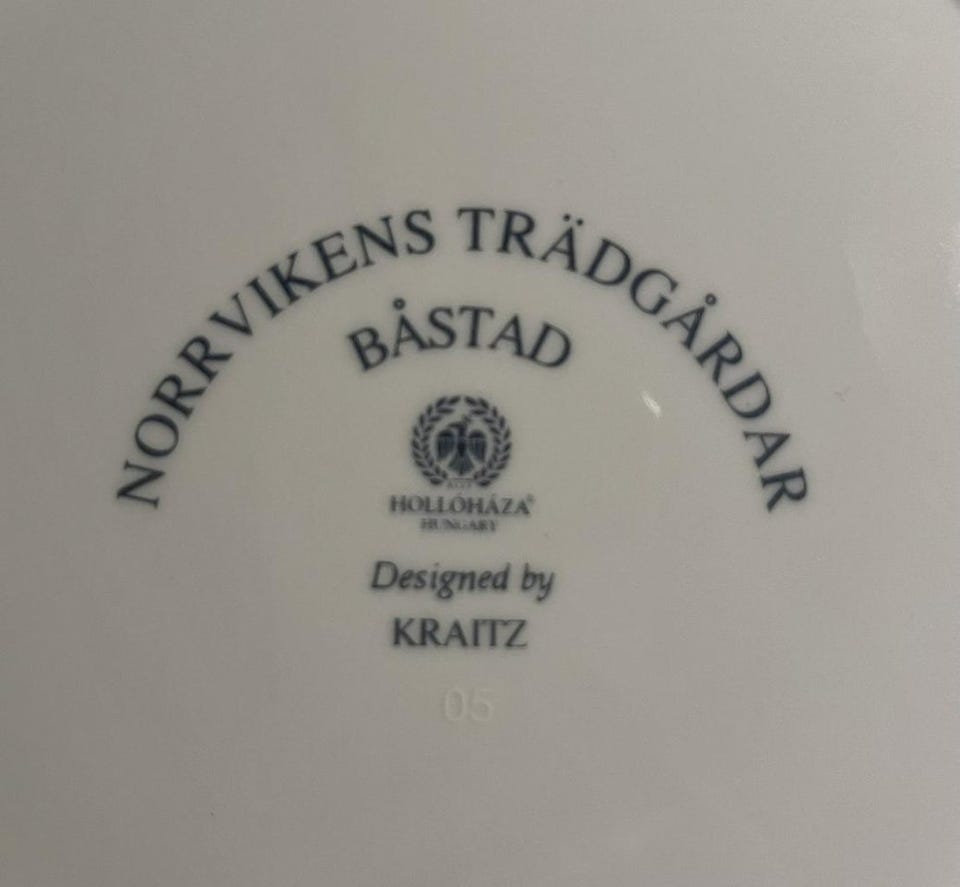 NORRVIKENS TRÄDGÅRDAR
BÅSTAD
HOLLÓHÁZA®
HUNGARY
Designed by
KRAITZ
05